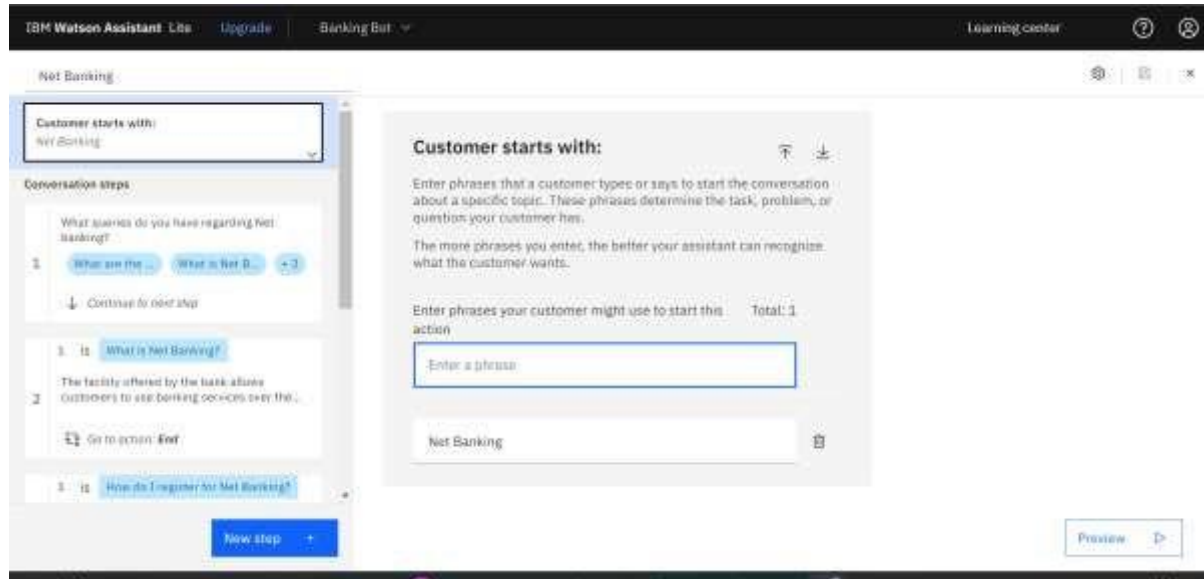 IBM Watson Assistant Lite Upgrade Banking Bot Learning center
Net Banking
Customer starts with:
Net Banking
Conversation steps
What queries do you have regarding Net
banking?
1 What are the ... What is Net B... + 3
Continue to next step
1 is What is Net Banking?
The facility offered by the bank allows
2 customers to use banking services over the...
Go to action: End
1 is How do I register for Net Banking?
New step +
Customer starts with:
Enter phrases that a customer types or says to start the conversation
about a specific topic. These phrases determine the task, problem, or
question your customer has.
The more phrases you enter, the better your assistant can recognize
what the customer wants.
Enter phrases your customer might use to start this Total: 1
action
Enter a phrase
Net Banking
Preview